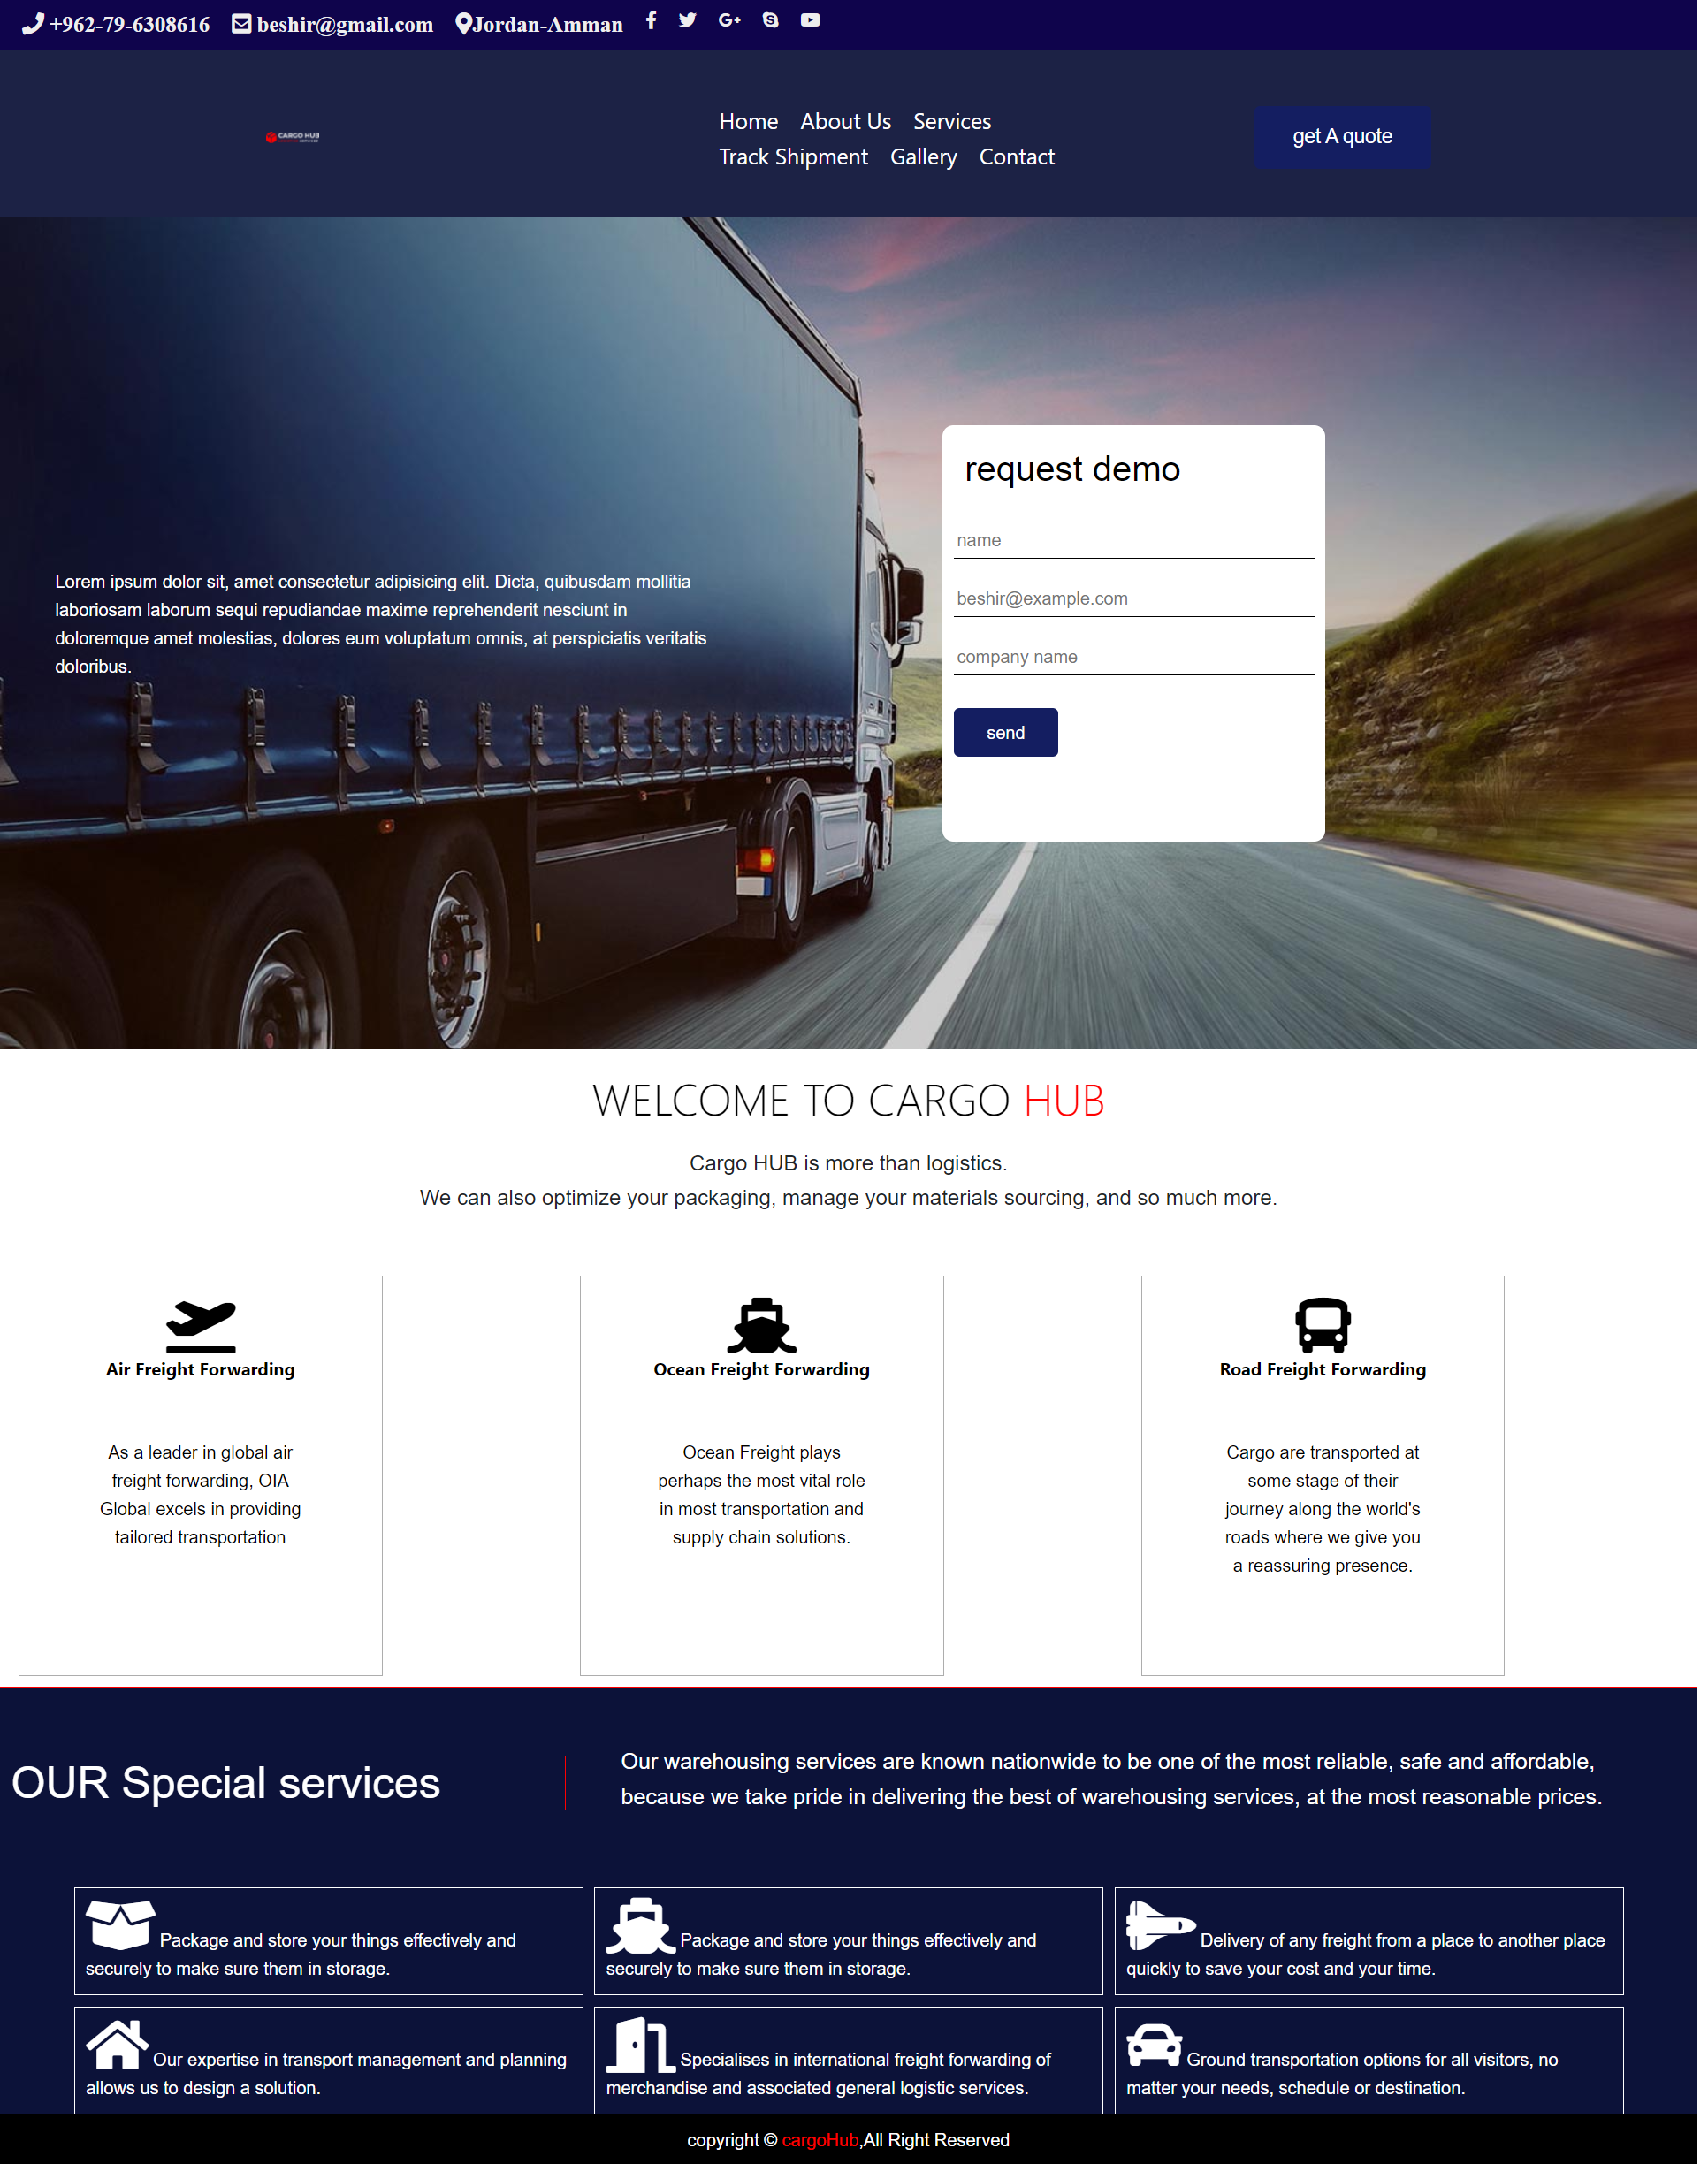 +962-79-6308616 beshir@gmail.com Jordan-Amman
CARGO HUB
Home About Us Services
Track Shipment Gallery Contact
get A quote
request demo
name
beshir@example.com
company name
send
Lorem ipsum dolor sit, amet consectetur adipisicing elit. Dicta, quibusdam mollitia
laboriosam laborum sequi repudiandae maxime reprehenderit nesciunt in
doloremque amet molestias, dolores eum voluptatum omnis, at perspiciatis veritatis
doloribus.
WELCOME TO CARGO HUB
Cargo HUB is more than logistics.
We can also optimize your packaging, manage your materials sourcing, and so much more.
Air Freight Forwarding
As a leader in global air
freight forwarding, OIA
Global excels in providing
tailored transportation
Ocean Freight Forwarding
Ocean Freight plays
perhaps the most vital role
in most transportation and
supply chain solutions.
Road Freight Forwarding
Cargo are transported at
some stage of their
journey along the world's
roads where we give you
a reassuring presence.
OUR Special services
Our warehousing services are known nationwide to be one of the most reliable, safe and affordable,
because we take pride in delivering the best of warehousing services, at the most reasonable prices.
Package and store your things effectively and
securely to make sure them in storage.
Package and store your things effectively and
securely to make sure them in storage.
Delivery of any freight from a place to another place
quickly to save your cost and your time.
Our expertise in transport management and planning
allows us to design a solution.
Specialises in international freight forwarding of
merchandise and associated general logistic services.
Ground transportation options for all visitors, no
matter your needs, schedule or destination.
copyright © cargoHub,All Right Reserved